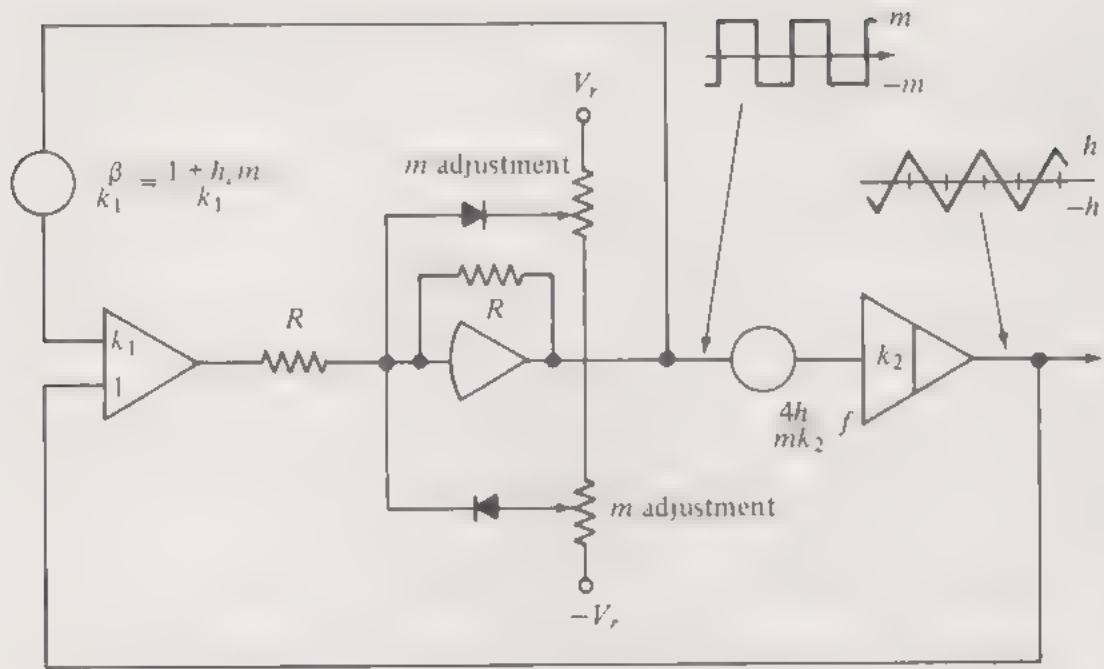 m
-m
V_r
m adjustment
h
-h
β/k_1 = 1 + h, m/k_1
k_1
1
R
R
4h/mk_2
k_2
f
m adjustment
-V_r